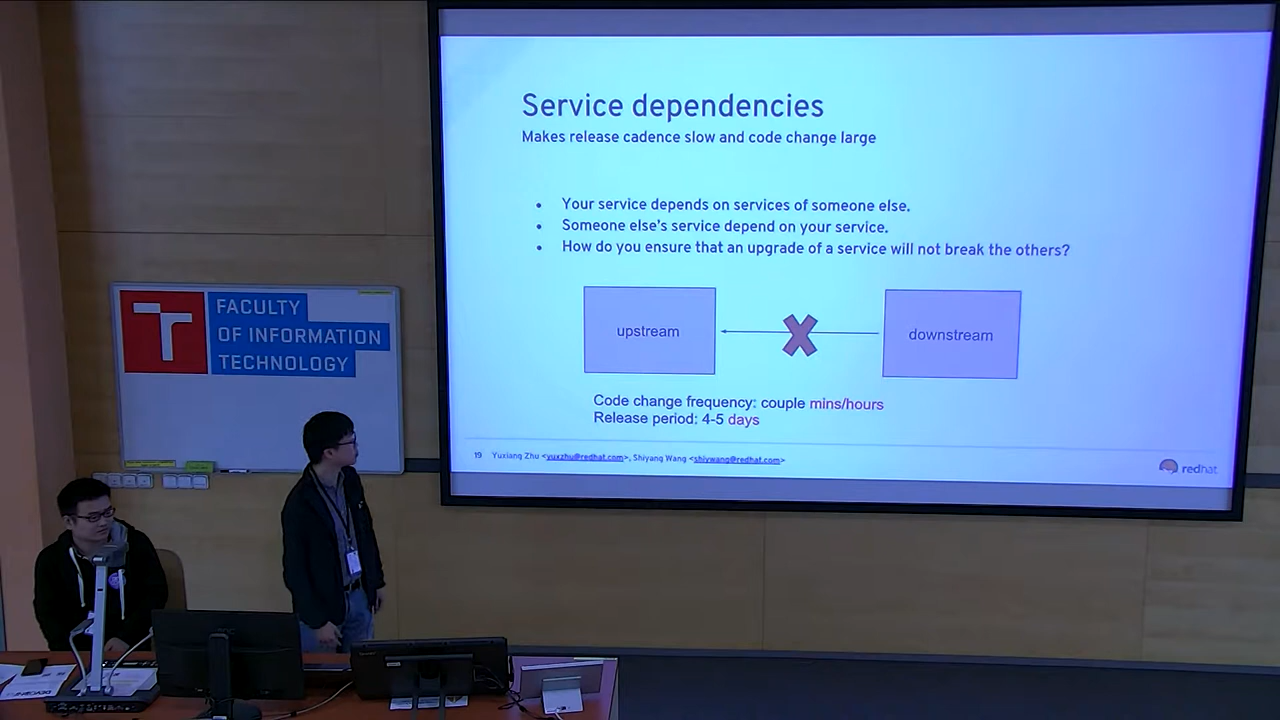 Service dependencies
Makes release cadence slow and code change large
• Your service depends on services of someone else.
• Someone else's service depend on your service.
• How do you ensure that an upgrade of a service will not break the others?
upstream
downstream
Code change frequency: couple mins/hours
Release period: 4-5 days
19 Yuxiang Zhu <yuxzhu@redhat.com>, Shiyang Wang <shiywang@redhat.com>
redhat
FACULTY
OF INFORMATION
TECHNOLOGY